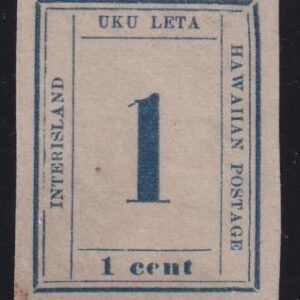 UKU LETA
INTERISLAND
1
HAWAIIAN POSTAGE
1 cent